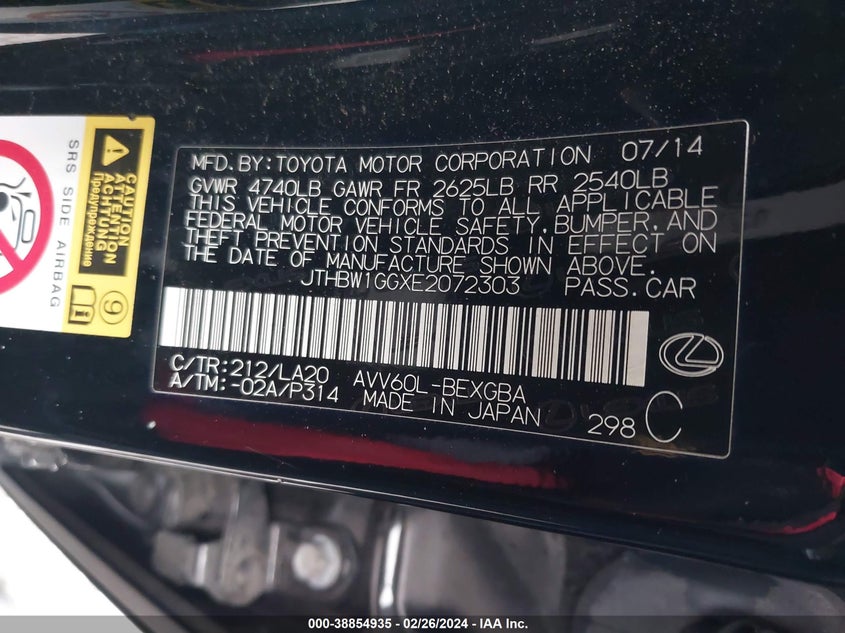 SRS SIDE AIRBAG
CAUTION
ATTENTION
ACHTUNG
Предупреждение
9
MFD. BY: TOYOTA MOTOR CORPORATION 07/14
GVWR 4740LB GAWR FR 2625LB RR 2540LB
THIS VEHICLE CONFORMS TO ALL APPLICABLE
FEDERAL MOTOR VEHICLE SAFETY, BUMPER, AND
THEFT PREVENTION STANDARDS IN EFFECT ON
THE DATE OF MANUFACTURE SHOWN ABOVE.
JTHBW1GGXE2072303 PASS.CAR
C/TR:212/LA20 AVV60L-BEXGBA
A/TM:-02A/P314 MADE IN JAPAN
298 C
000-38854935 - 02/26/2024 - IAA Inc.